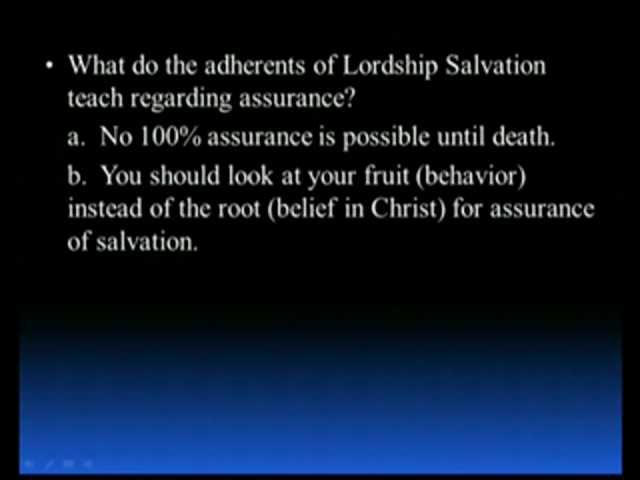 • What do the adherents of Lordship Salvation
teach regarding assurance?
a. No 100% assurance is possible until death.
b. You should look at your fruit (behavior)
instead of the root (belief in Christ) for assurance
of salvation.